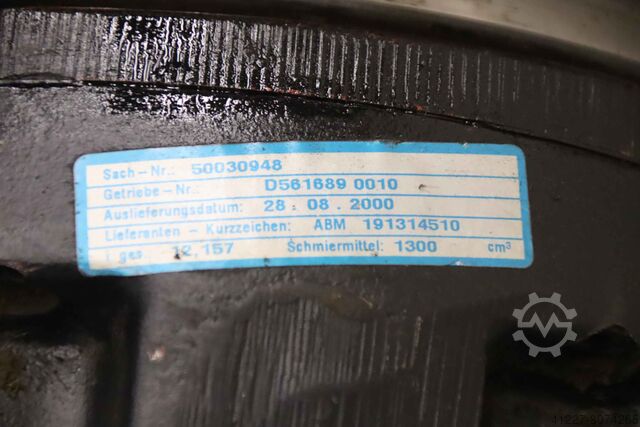 Sach-Nr.: 50030948
Getriebe-Nr.: D561689 0010
Auslieferungsdatum: 28.08.2000
Lieferanten - Kurzzeichen: ABM 191314510
i ges 12,157 Schmiermittel: 1300 cm³